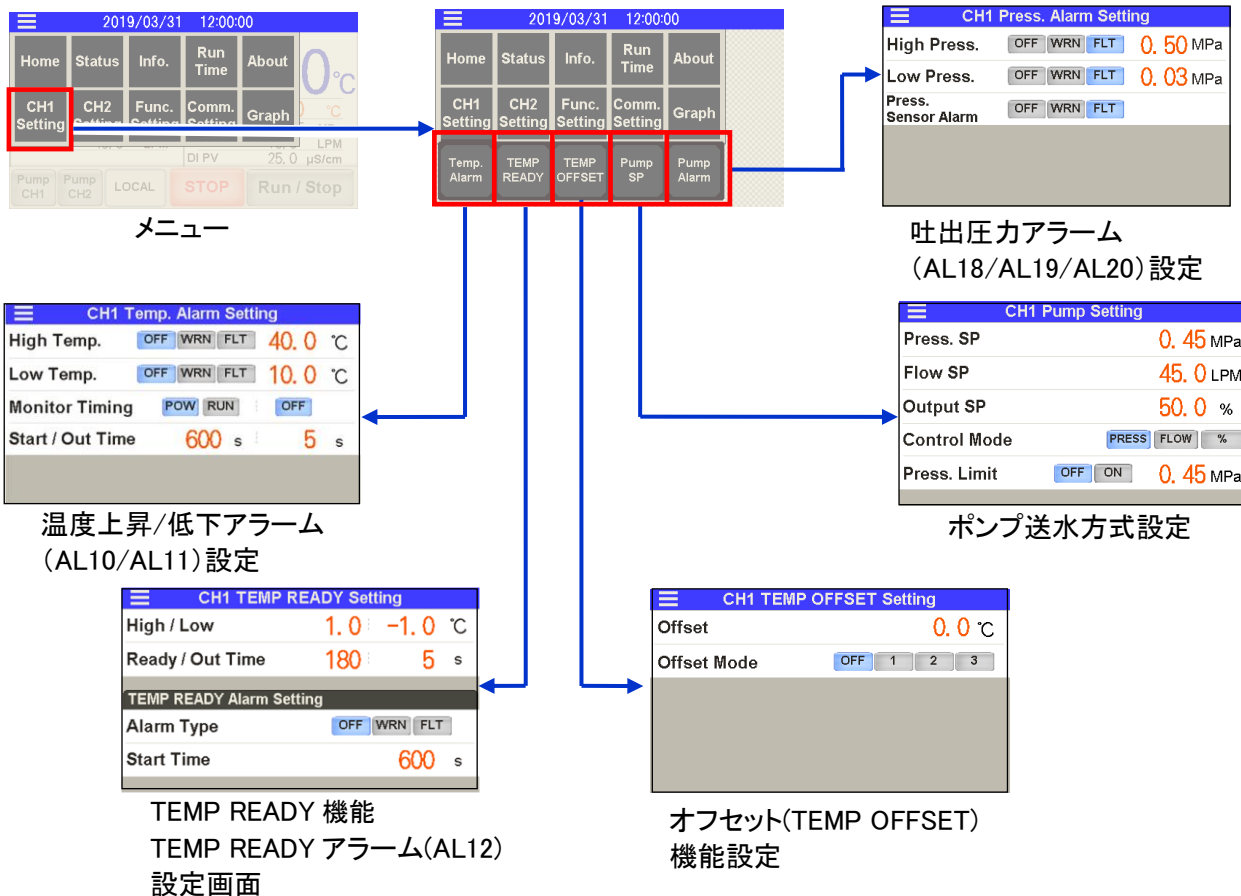 2019/03/31 12:00:00
Home Status Info. Run Time About
0℃
CH1 Setting CH2 Setting Func. Setting Comm. Setting Graph
℃
LPM
DI PV 25.0 μS/cm
Pump CH1 Pump CH2 LOCAL STOP Run / Stop
メニュー
2019/03/31 12:00:00
Home Status Info. Run Time About
CH1 Setting CH2 Setting Func. Setting Comm. Setting Graph
Temp. Alarm TEMP READY TEMP OFFSET Pump SP Pump Alarm
CH1 Press. Alarm Setting
High Press. OFF WRN FLT 0.50 MPa
Low Press. OFF WRN FLT 0.03 MPa
Press. Sensor Alarm OFF WRN FLT
吐出圧力アラーム
(AL18/AL19/AL20)設定
CH1 Temp. Alarm Setting
High Temp. OFF WRN FLT 40.0 ℃
Low Temp. OFF WRN FLT 10.0 ℃
Monitor Timing POW RUN OFF
Start / Out Time 600 s 5 s
温度上昇/低下アラーム
(AL10/AL11)設定
CH1 Pump Setting
Press. SP 0.45 MPa
Flow SP 45.0 LPM
Output SP 50.0 %
Control Mode PRESS FLOW %
Press. Limit OFF ON 0.45 MPa
ポンプ送水方式設定
CH1 TEMP READY Setting
High / Low 1.0 -1.0 ℃
Ready / Out Time 180 5 s
TEMP READY Alarm Setting
Alarm Type OFF WRN FLT
Start Time 600 s
TEMP READY 機能
TEMP READY アラーム(AL12)
設定画面
CH1 TEMP OFFSET Setting
Offset 0.0 ℃
Offset Mode OFF 1 2 3
オフセット(TEMP OFFSET)
機能設定